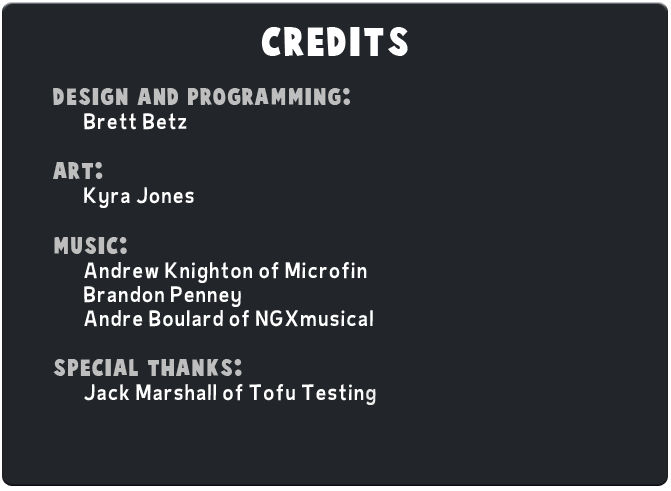 CREDITS
DESIGN AND PROGRAMMING:
Brett Betz
ART:
Kyra Jones
MUSIC:
Andrew Knighton of Microfin
Brandon Penney
Andre Boulard of NGXmusical
SPECIAL THANKS:
Jack Marshall of Tofu Testing